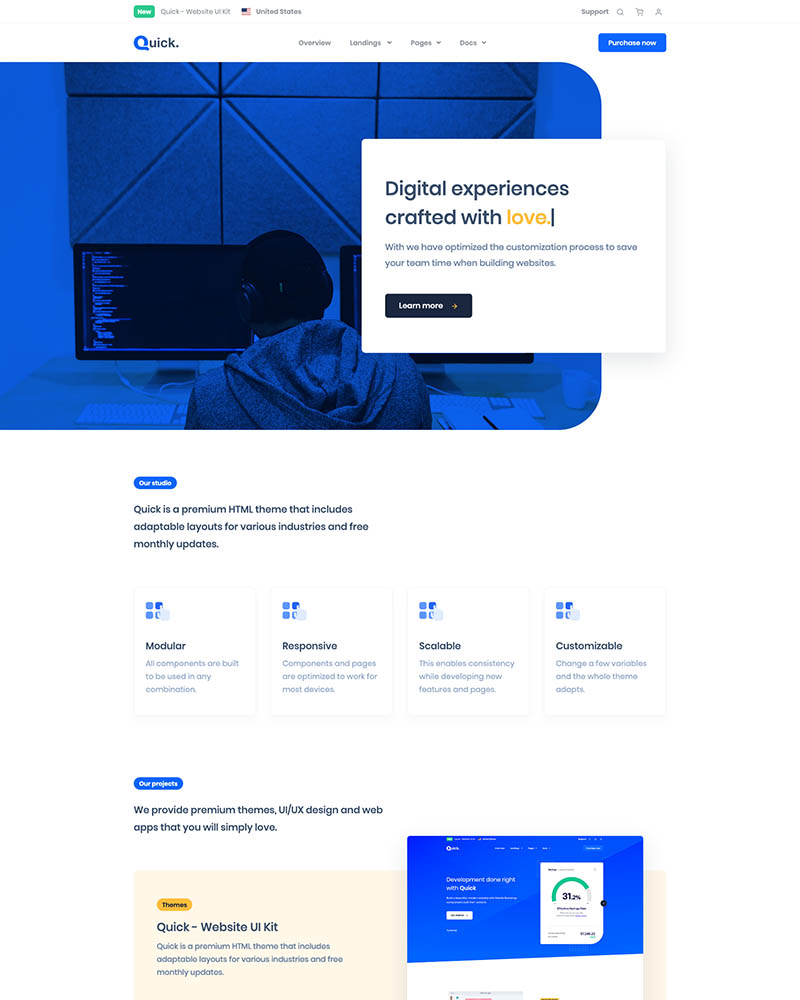 New Quick - Website UI Kit United States Support
Quick. Overview Landings Pages Docs Purchase now
Digital experiences
crafted with love.
With we have optimized the customization process to save
your team time when building websites.
Learn more
Our studio
Quick is a premium HTML theme that includes
adaptable layouts for various industries and free
monthly updates.
Modular
All components are built
to be used in any
combination.
Responsive
Components and pages
are optimized to work for
most devices.
Scalable
This enables consistency
while developing new
features and pages.
Customizable
Change a few variables
and the whole theme
adapts.
Our projects
We provide premium themes, UI/UX design and web
apps that you will simply love.
Themes
Quick - Website UI Kit
Quick is a premium HTML theme that includes
adaptable layouts for various industries and free
monthly updates.
Quick.
Development done right
with Quick
31.2%